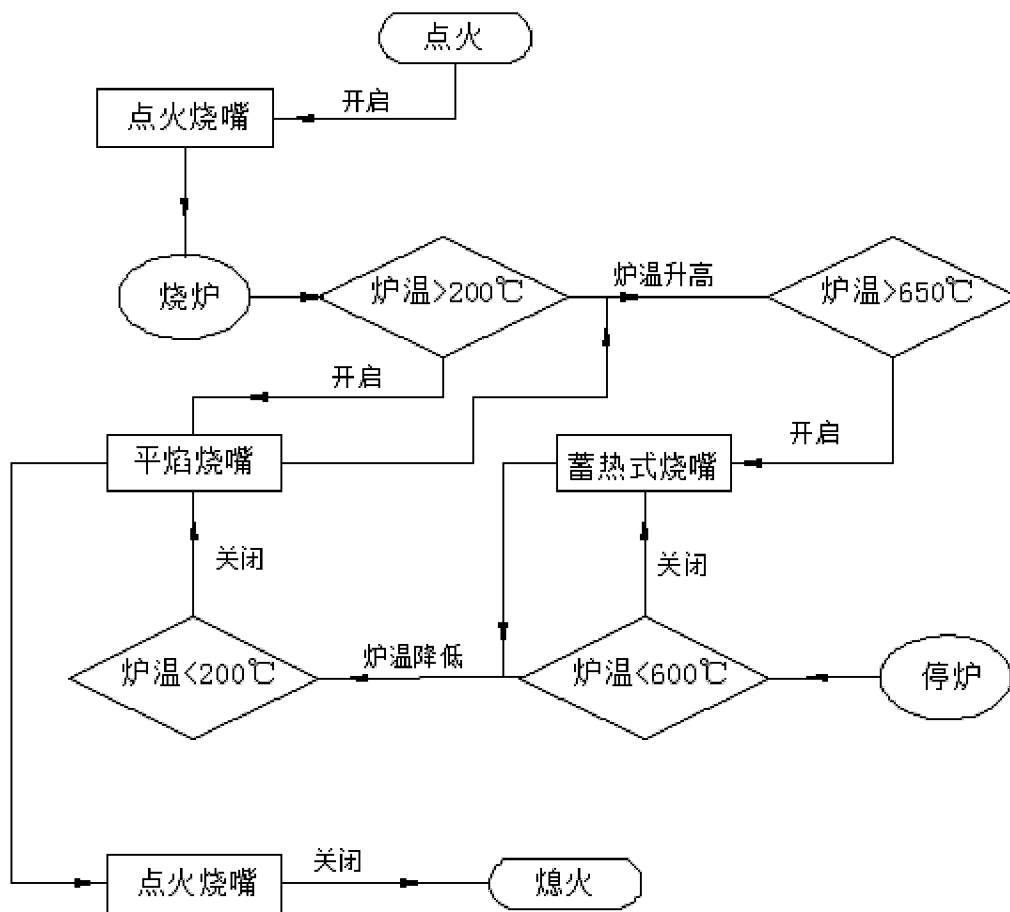 点火
开启
点火烧嘴
烧炉
炉温>200℃
炉温升高
炉温>650℃
开启
开启
平焰烧嘴
蓄热式烧嘴
关闭
关闭
炉温<200℃
炉温降低
炉温<600℃
停炉
点火烧嘴
关闭
熄火